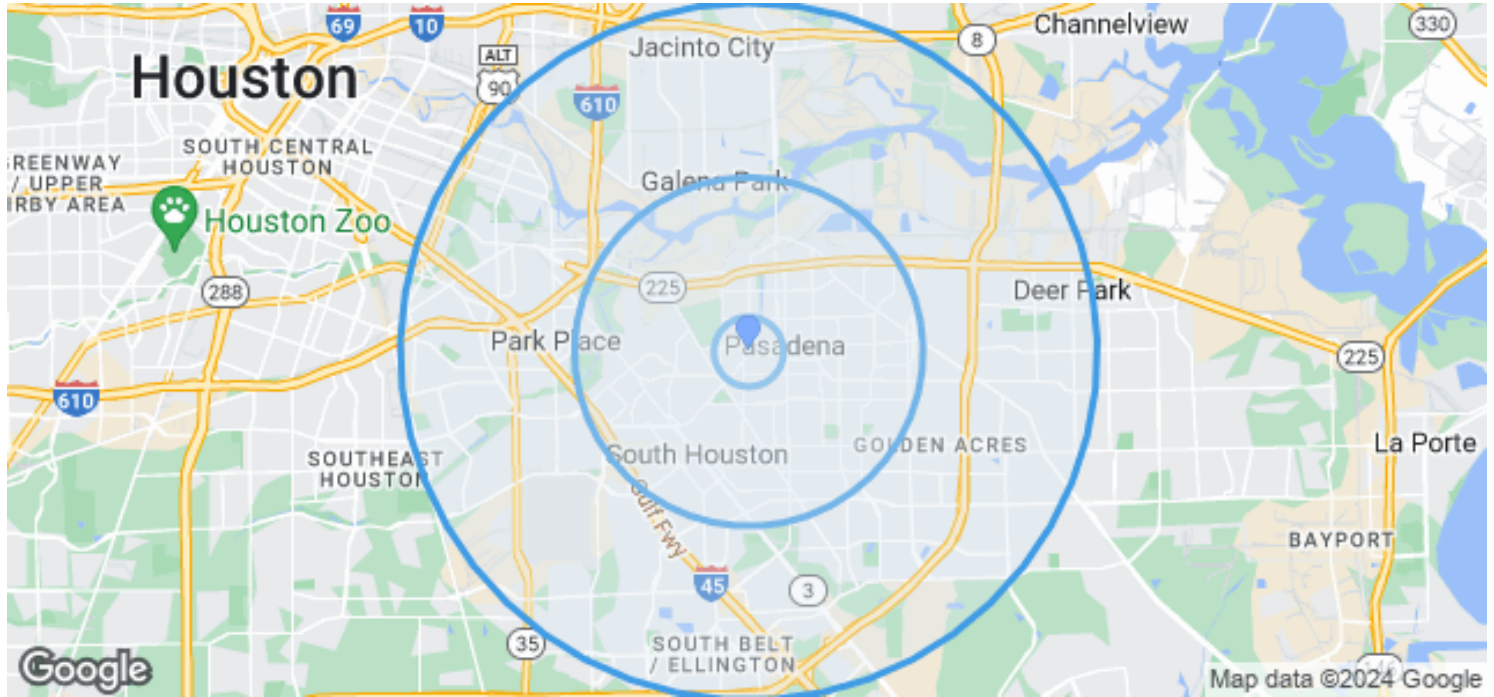 69
10
Channelview
330
Jacinto City
8
ALT
90
Houston
610
SOUTH CENTRAL
HOUSTON
GREENWAY
/ UPPER
IRBY AREA
Galena Park
Houston Zoo
288
225
Deer Park
Park Place
Pasadena
225
610
SOUTHEAST
HOUSTON
South Houston
GOLDEN ACRES
La Porte
Gulf Fwy
BAYPORT
45
3
35
SOUTH BELT
/ ELLINGTON
146
Google
Map data ©2024 Google